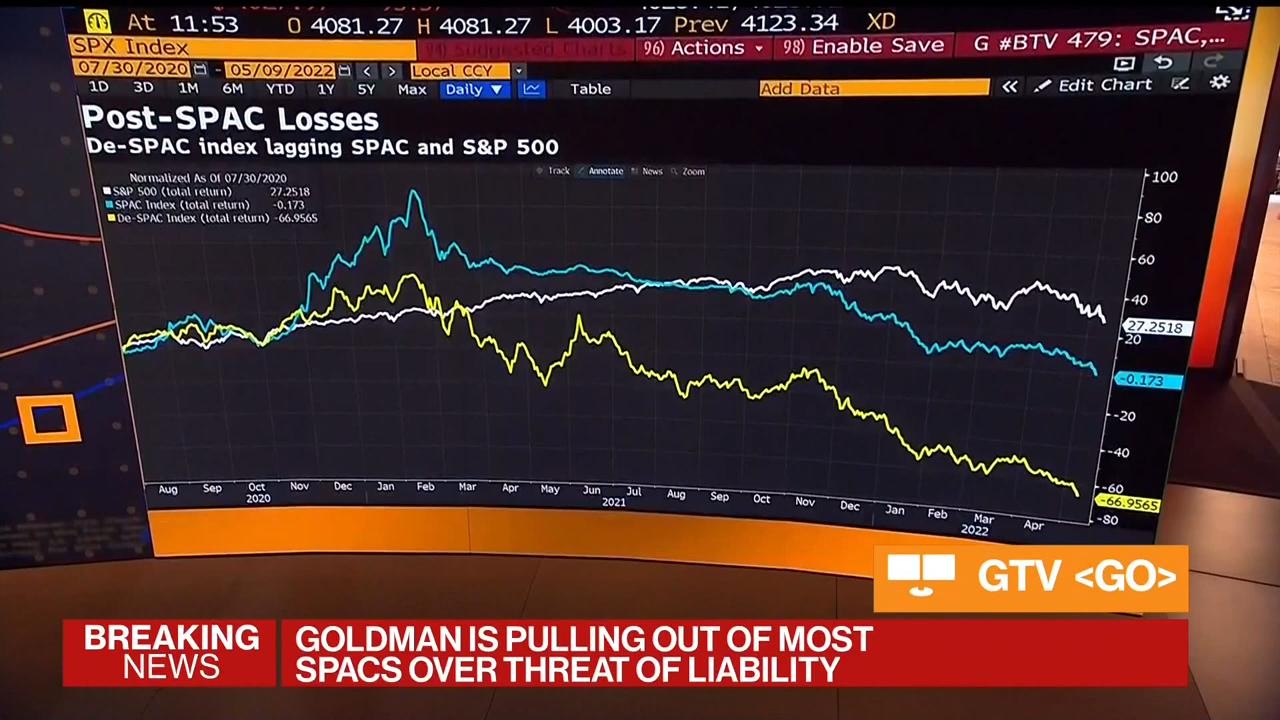 At 11:53 O 4081.27 H 4081.27 L 4003.17 Prev 4123.34 XD
SPX Index 94) Suggested Charts 96) Actions 98) Enable Save G #BTV 479: SPAC,...
07/30/2020 - 05/09/2022 < > Local CCY
1D 3D 1M 6M YTD 1Y 5Y Max Daily ▼ Table Add Data « Edit Chart
Post-SPAC Losses
De-SPAC index lagging SPAC and S&P 500
Track Annotate News Zoom
Normalized As Of 07/30/2020
S&P 500 (total return) 27.2518
SPAC Index (total return) -0.173
De-SPAC Index (total return) -66.9565
100
80
60
40
27.2518
20
-0.173
-20
-40
-60
-66.9565
-80
Aug Sep Oct Nov Dec Jan Feb Mar Apr May Jun Jul Aug Sep Oct Nov Dec Jan Feb Mar Apr
2020 2021 2022
GTV <GO>
BREAKING
NEWS
GOLDMAN IS PULLING OUT OF MOST
SPACS OVER THREAT OF LIABILITY